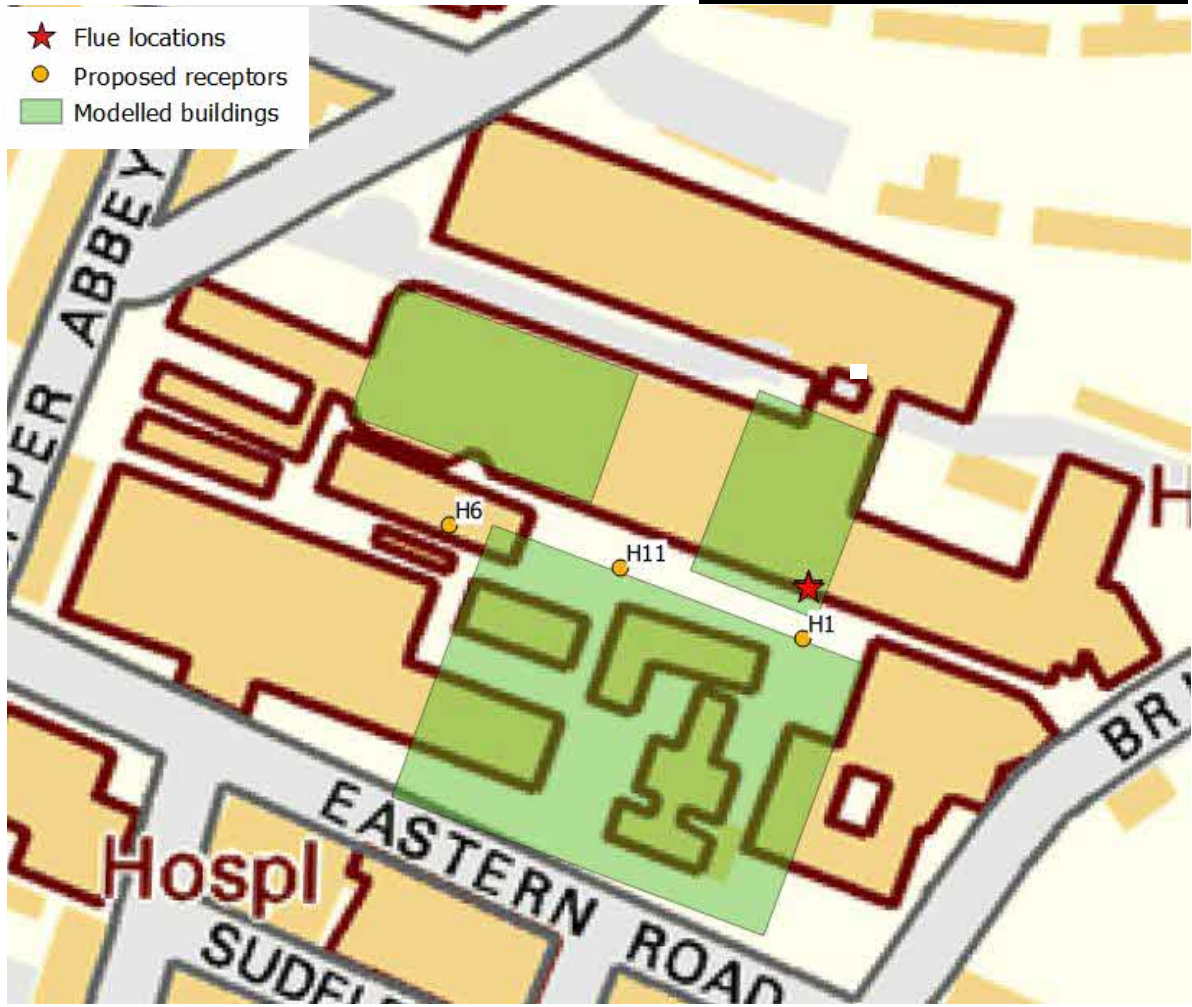 Flue locations
Proposed receptors
Modelled buildings
PER ABBEY
H
H6
H11
H1
BR
EASTERN ROAD
Hospl